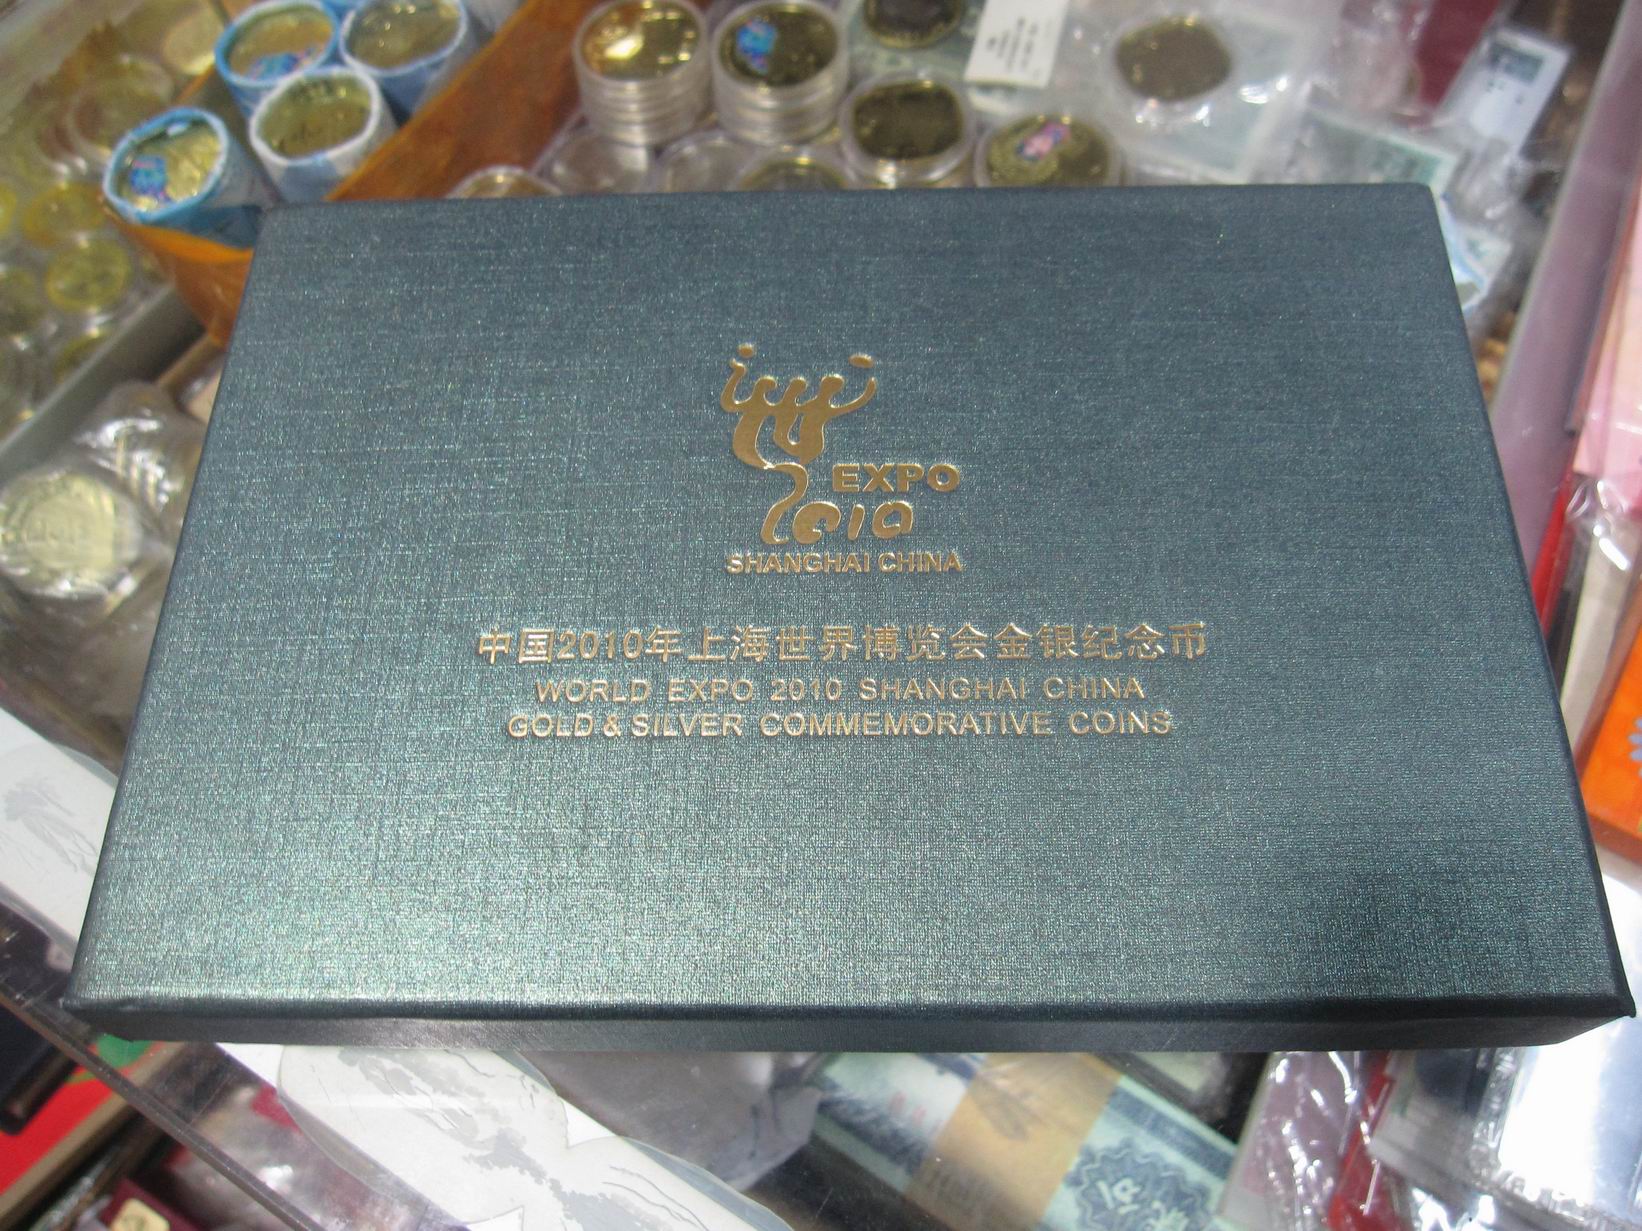 EXPO
2010
SHANGHAI CHINA
中国2010年上海世界博览会金银纪念币
WORLD EXPO 2010 SHANGHAI CHINA
GOLD & SILVER COMMEMORATIVE COINS